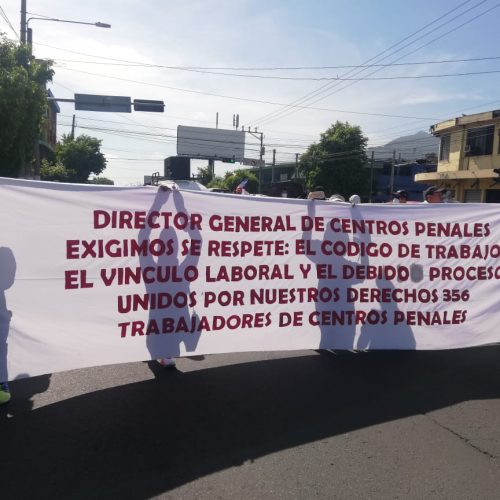 DIRECTOR GENERAL DE CENTROS PENALES
EXIGIMOS SE RESPETE: EL CODIGO DE TRABAJO
EL VINCULO LABORAL Y EL DEBIDO PROCESO
UNIDOS POR NUESTROS DERECHOS 356
TRABAJADORES DE CENTROS PENALES